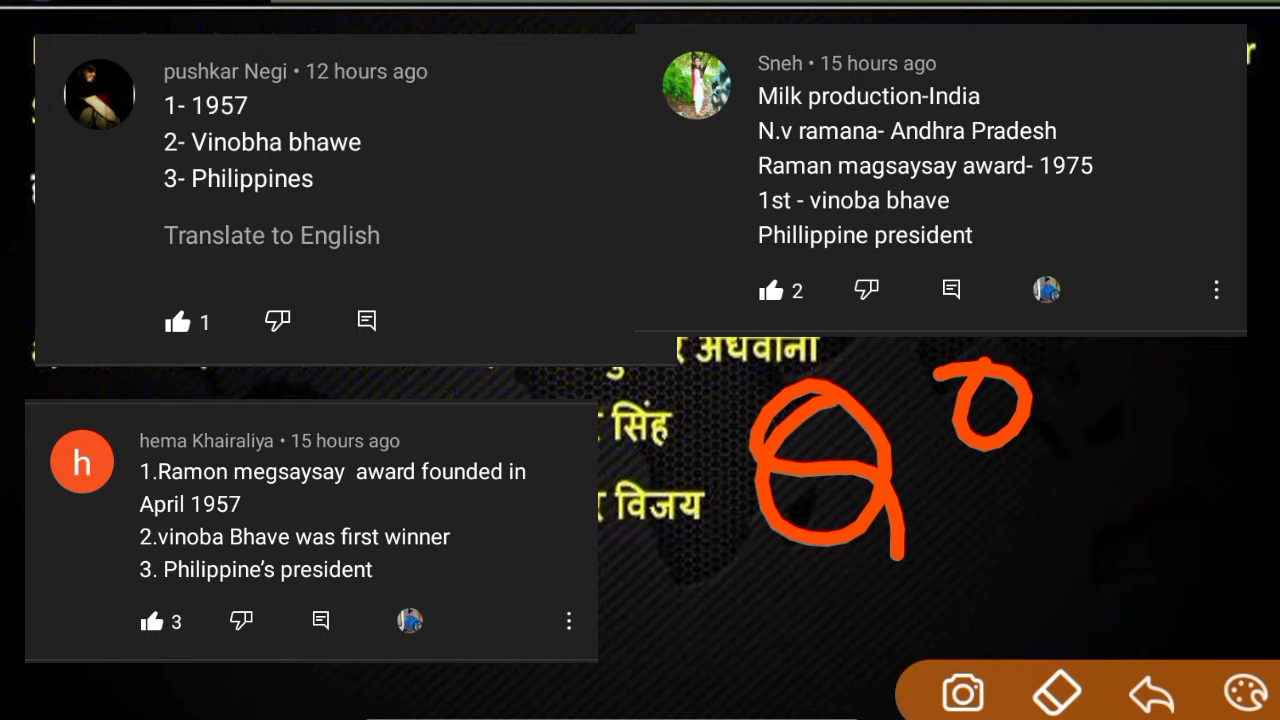 pushkar Negi • 12 hours ago
1- 1957
2- Vinobha bhawe
3- Philippines
Translate to English
1
Sneh • 15 hours ago
Milk production-India
N.v ramana- Andhra Pradesh
Raman magsaysay award- 1975
1st - vinoba bhave
Phillippine president
2
अधवानी
सिंह
विजय
h
hema Khairaliya • 15 hours ago
1.Ramon megsaysay  award founded in
April 1957
2.vinoba Bhave was first winner
3. Philippine’s president
3